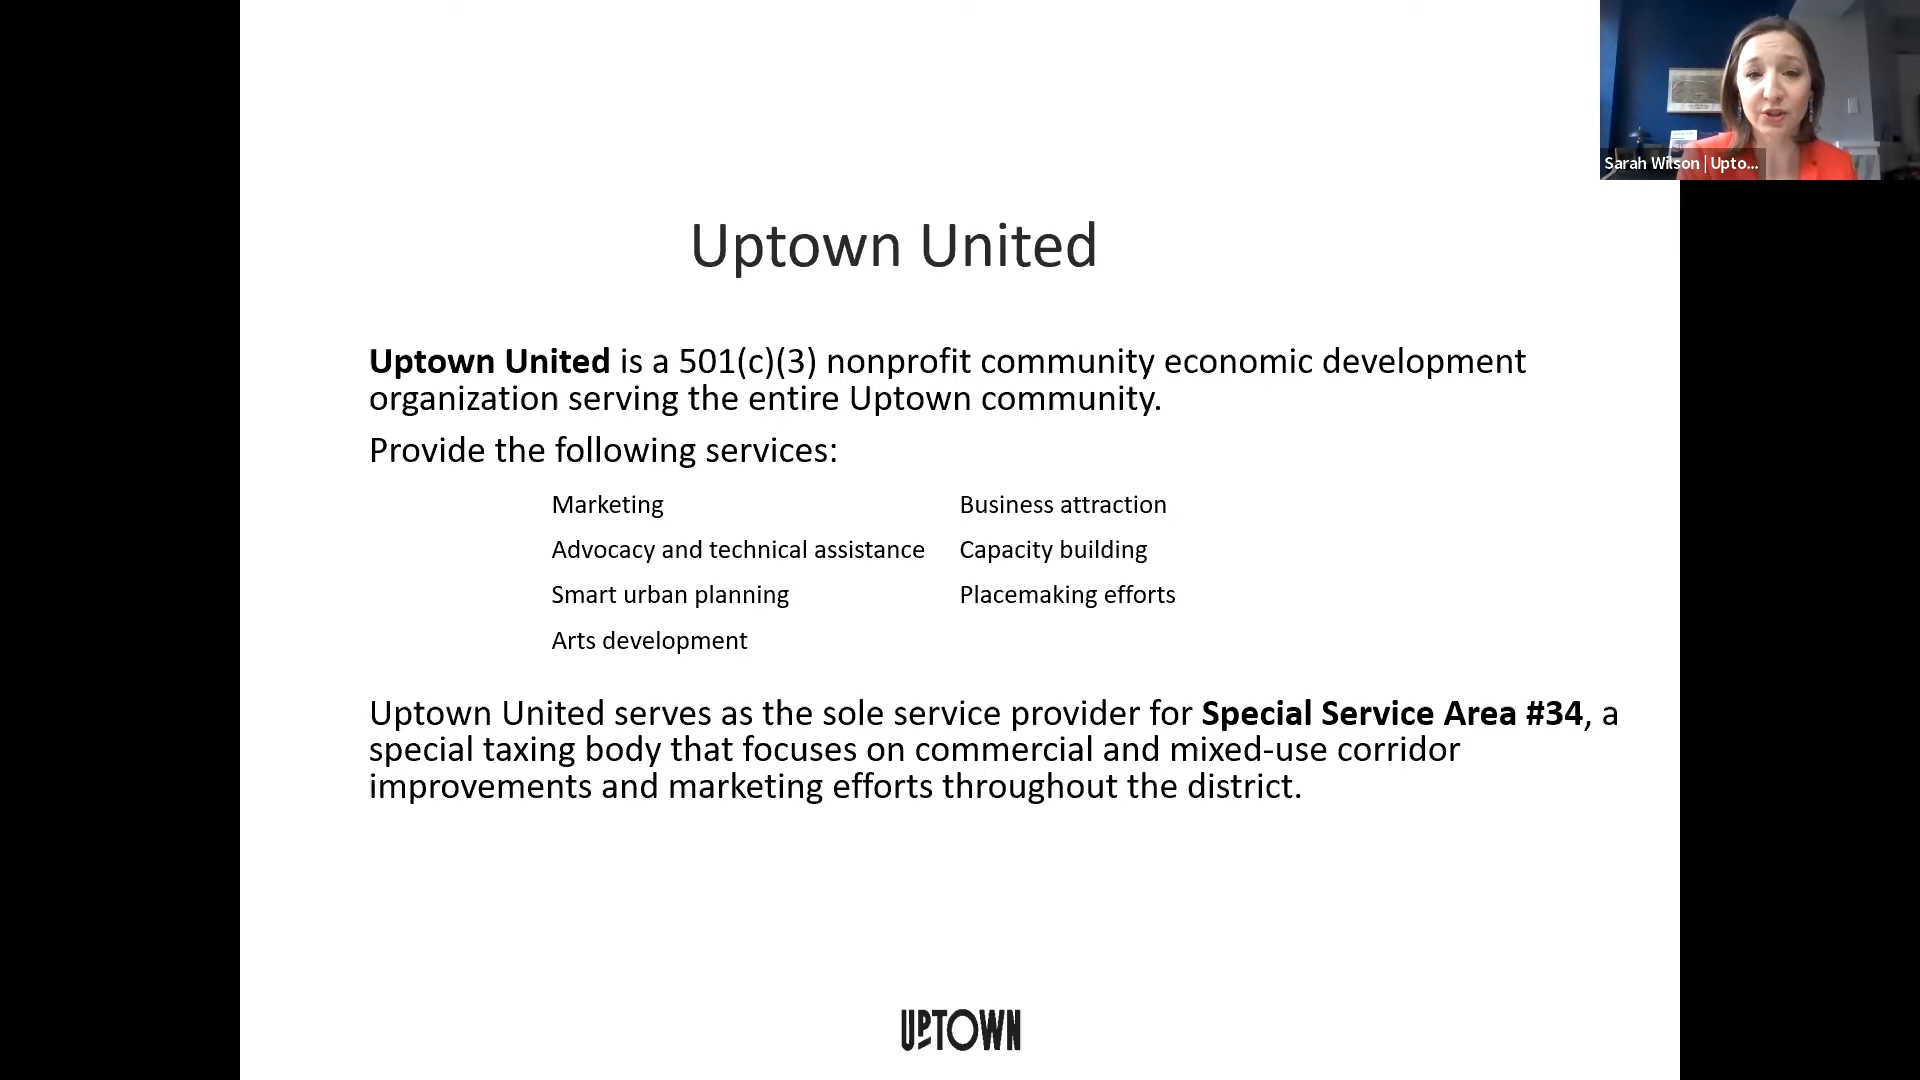 Sarah Wilson | Upto...
Uptown United
Uptown United is a 501(c)(3) nonprofit community economic development
organization serving the entire Uptown community.
Provide the following services:
Marketing
Advocacy and technical assistance
Smart urban planning
Arts development
Business attraction
Capacity building
Placemaking efforts
Uptown United serves as the sole service provider for Special Service Area #34, a
special taxing body that focuses on commercial and mixed-use corridor
improvements and marketing efforts throughout the district.
UPTOWN